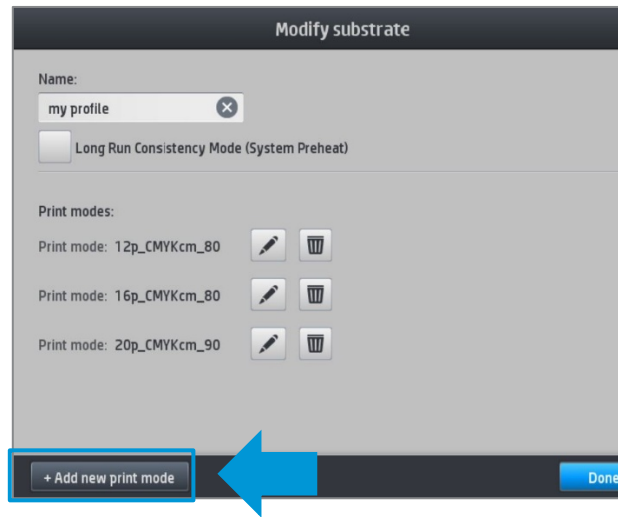 Modify substrate
Name:
my profile
Long Run Consistency Mode (System Preheat)
Print modes:
Print mode: 12p_CMYKcm_80
Print mode: 16p_CMYKcm_80
Print mode: 20p_CMYKcm_90
+ Add new print mode
Done